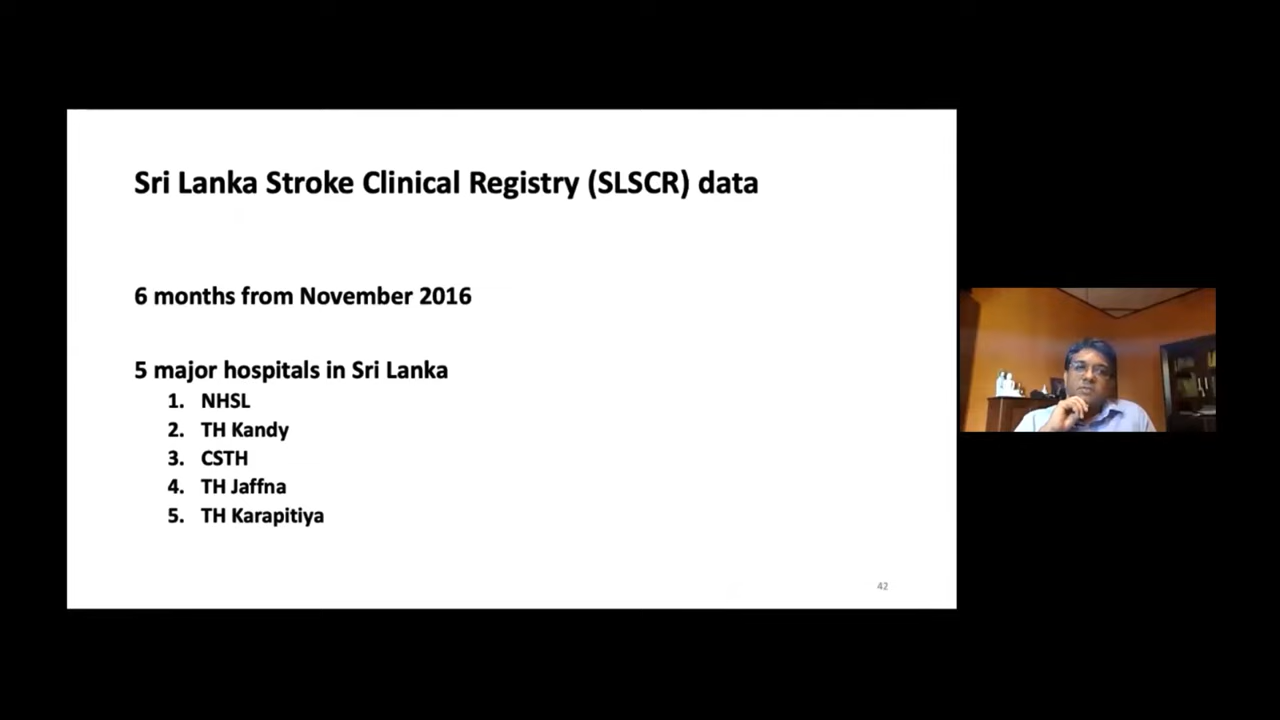 Sri Lanka Stroke Clinical Registry (SLSCR) data
6 months from November 2016
5 major hospitals in Sri Lanka
1. NHSL
2. TH Kandy
3. CSTH
4. TH Jaffna
5. TH Karapitiya
42